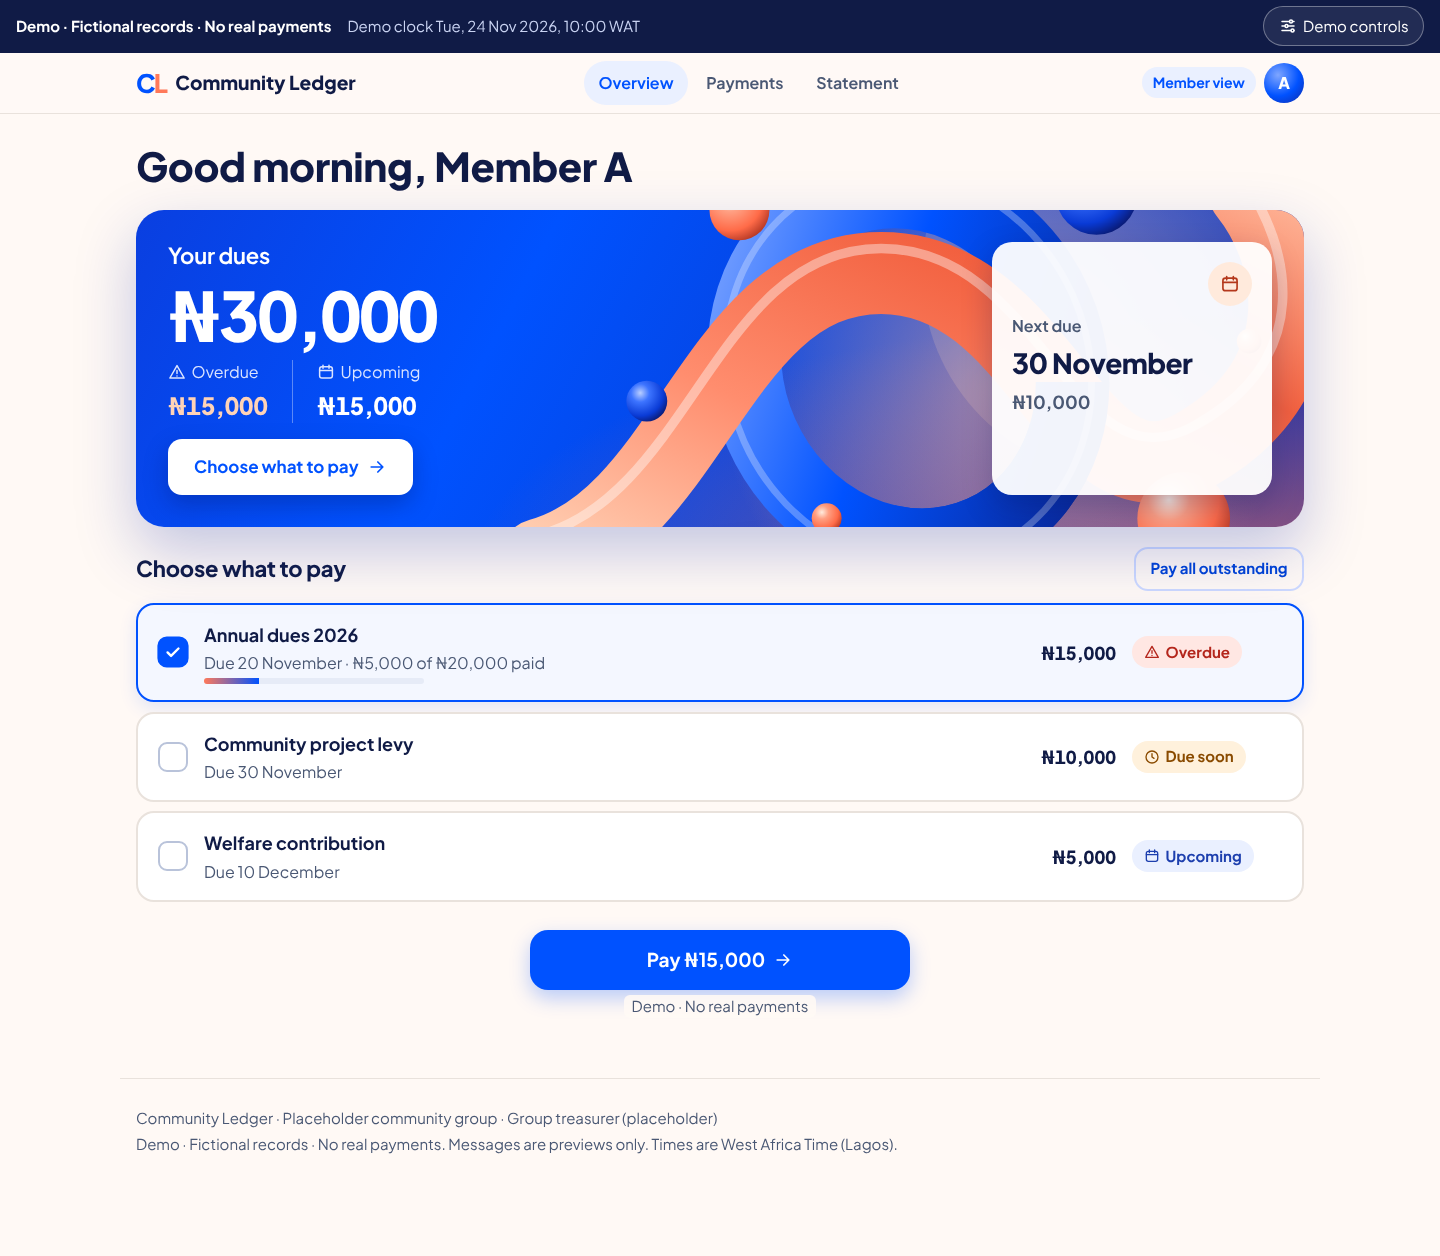 Demo · Fictional records · No real payments Demo clock Tue, 24 Nov 2026, 10:00 WAT Demo controls
CL Community Ledger Overview Payments Statement Member view A
Good morning, Member A
Your dues
₦30,000
Overdue Upcoming
₦15,000 ₦15,000
Choose what to pay →
Next due
30 November
₦10,000
Choose what to pay Pay all outstanding
Annual dues 2026
Due 20 November · ₦5,000 of ₦20,000 paid
₦15,000 Overdue
Community project levy
Due 30 November
₦10,000 Due soon
Welfare contribution
Due 10 December
₦5,000 Upcoming
Pay ₦15,000 →
Demo · No real payments
Community Ledger · Placeholder community group · Group treasurer (placeholder)
Demo · Fictional records · No real payments. Messages are previews only. Times are West Africa Time (Lagos).